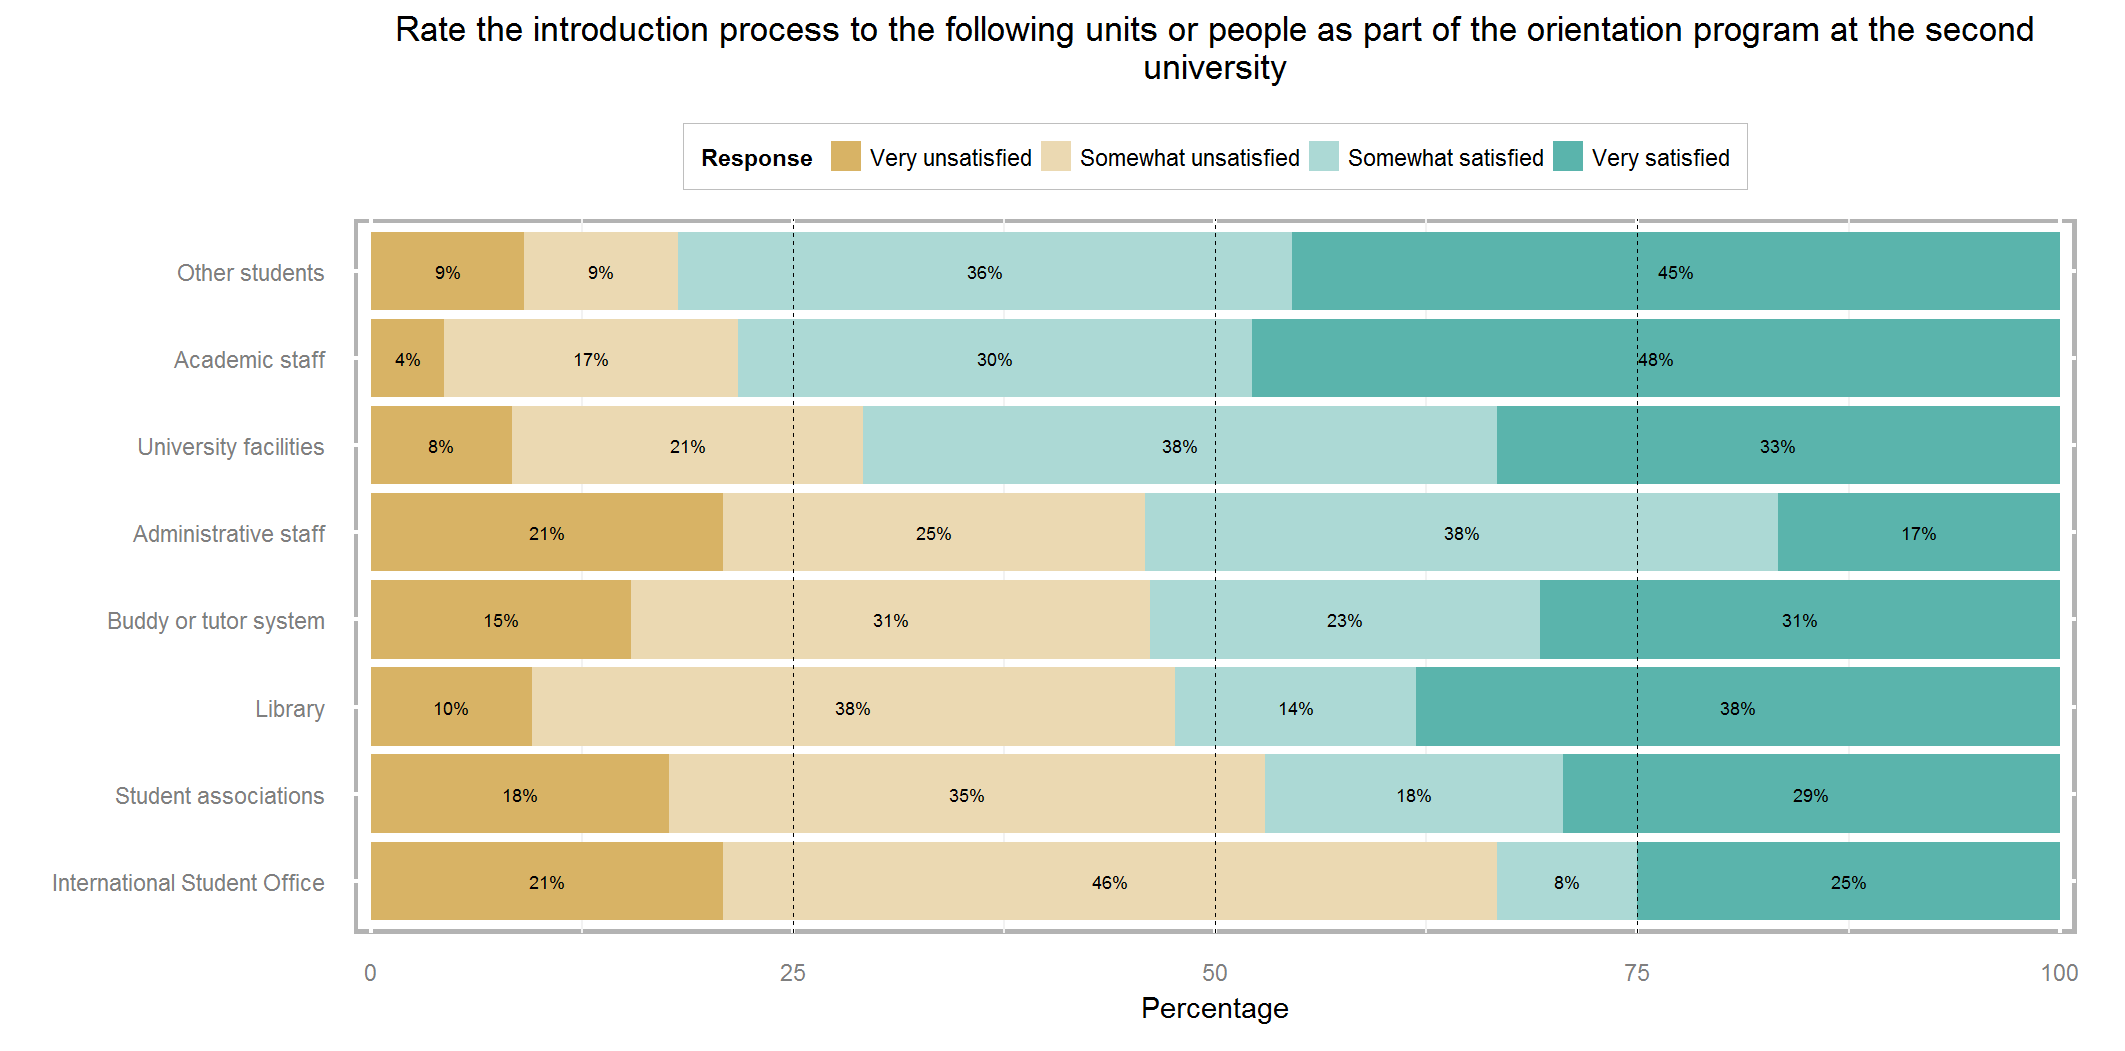 Rate the introduction process to the following units or people as part of the orientation program at the second
university
Response Very unsatisfied Somewhat unsatisfied Somewhat satisfied Very satisfied
Other students 9% 9% 36% 45%
Academic staff 4% 17% 30% 48%
University facilities 8% 21% 38% 33%
Administrative staff 21% 25% 38% 17%
Buddy or tutor system 15% 31% 23% 31%
Library 10% 38% 14% 38%
Student associations 18% 35% 18% 29%
International Student Office 21% 46% 8% 25%
0 25 50 75 100
Percentage